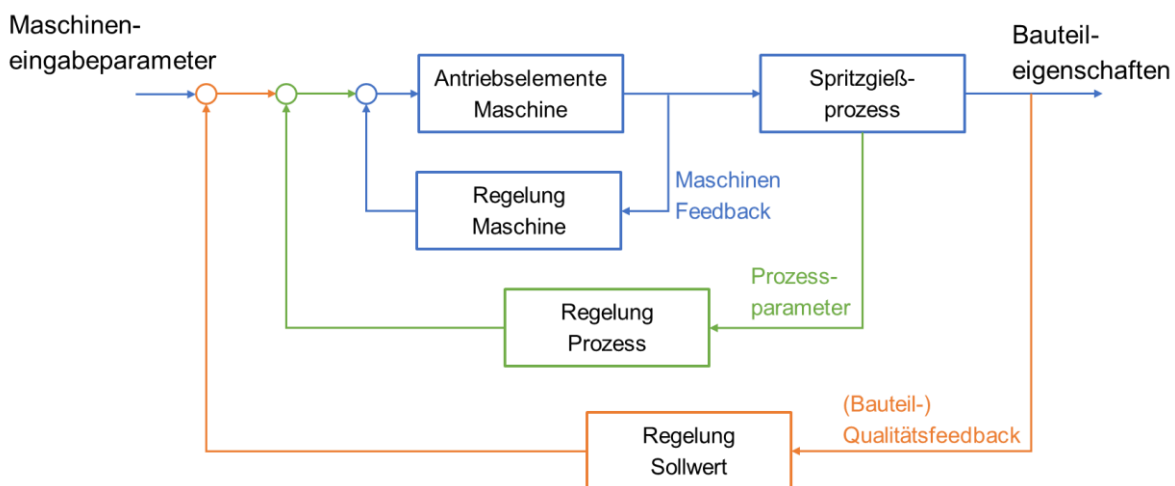 Maschinen-
eingabeparameter
Antriebselemente
Maschine
Spritzgieß-
prozess
Bauteil-
eigenschaften
Regelung
Maschine
Maschinen
Feedback
Regelung
Prozess
Prozess-
parameter
Regelung
Sollwert
(Bauteil-)
Qualitätsfeedback